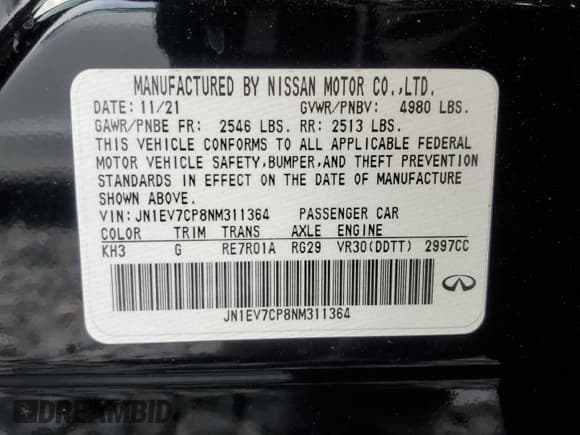 MANUFACTURED BY NISSAN MOTOR CO.,LTD.
DATE: 11/21 GVWR/PNBV: 4980 LBS.
GAWR/PNBE FR: 2546 LBS. RR: 2513 LBS.
THIS VEHICLE CONFORMS TO ALL APPLICABLE FEDERAL
MOTOR VEHICLE SAFETY,BUMPER,AND THEFT PREVENTION
STANDARDS IN EFFECT ON THE DATE OF MANUFACTURE
SHOWN ABOVE.
VIN: JN1EV7CP8NM311364 PASSENGER CAR
COLOR TRIM TRANS AXLE ENGINE
KH3 G RE7R01A RG29 VR30(DDTT) 2997CC
JN1EV7CP8NM311364
DREAMBID